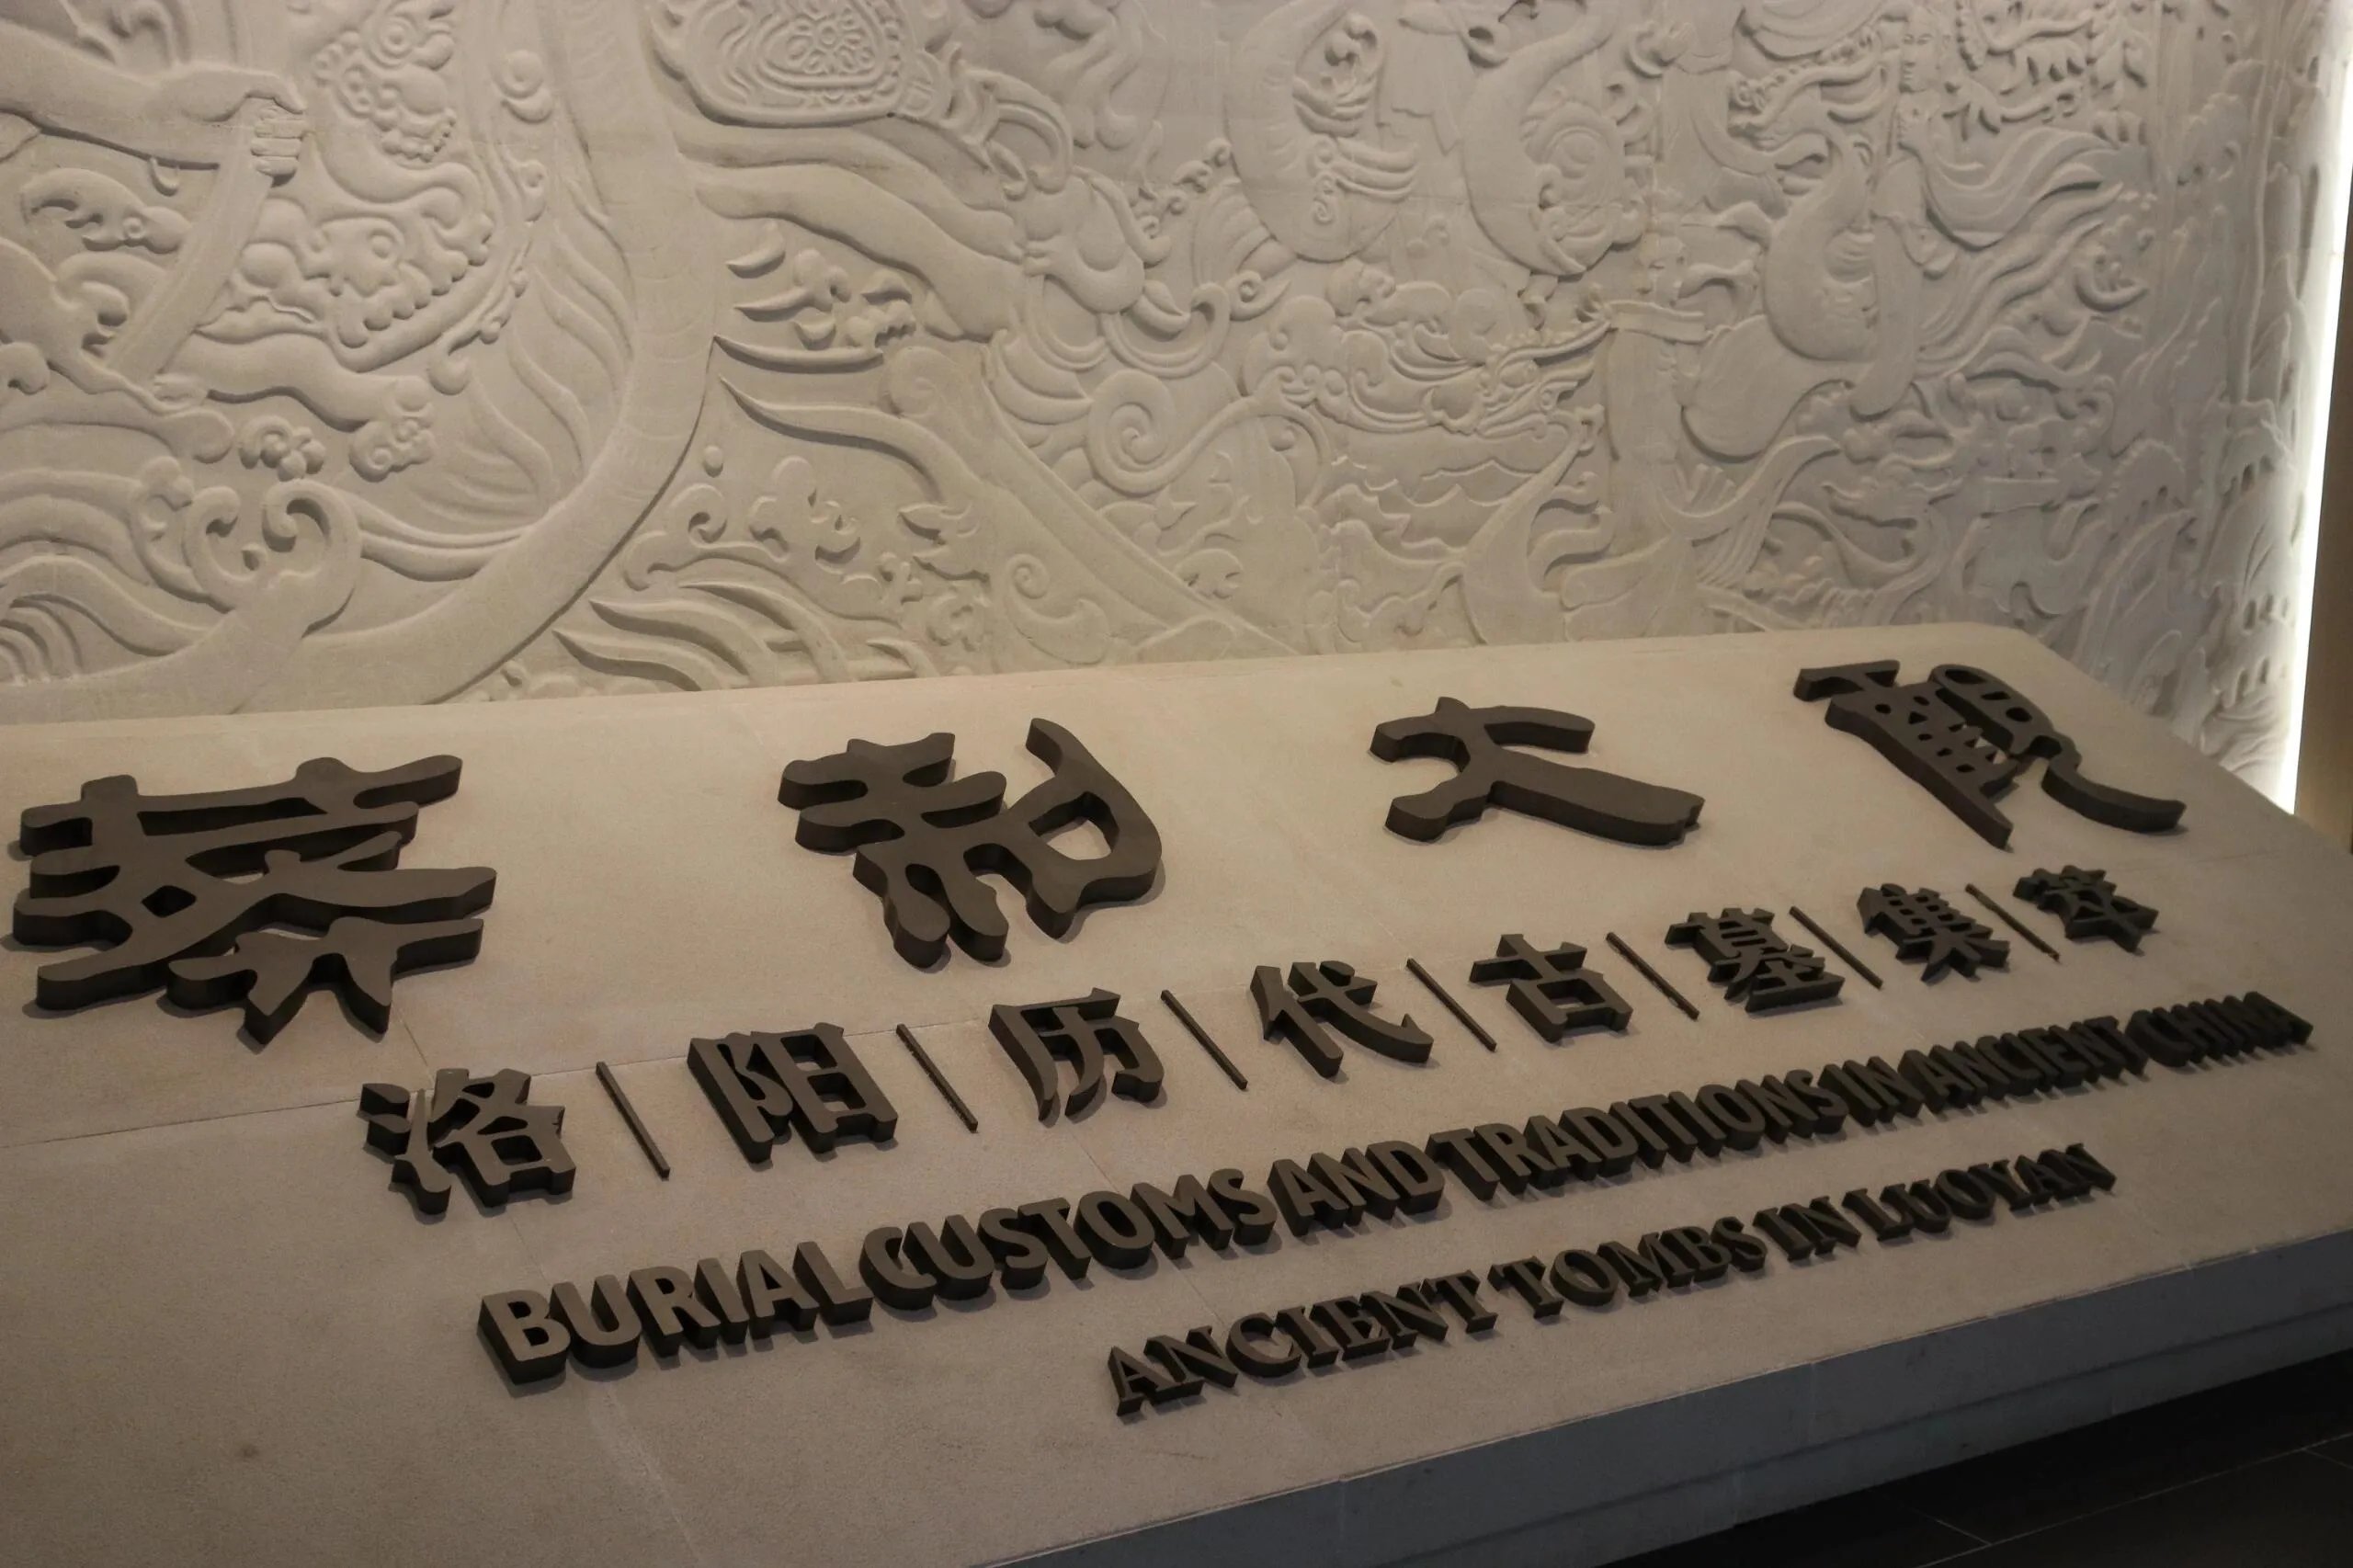 葬制大觀
洛|阳|历|代|古|墓|集|萃
BURIAL CUSTOMS AND TRADITIONS IN ANCIENT CHINA
ANCIENT TOMBS IN LUOYAN